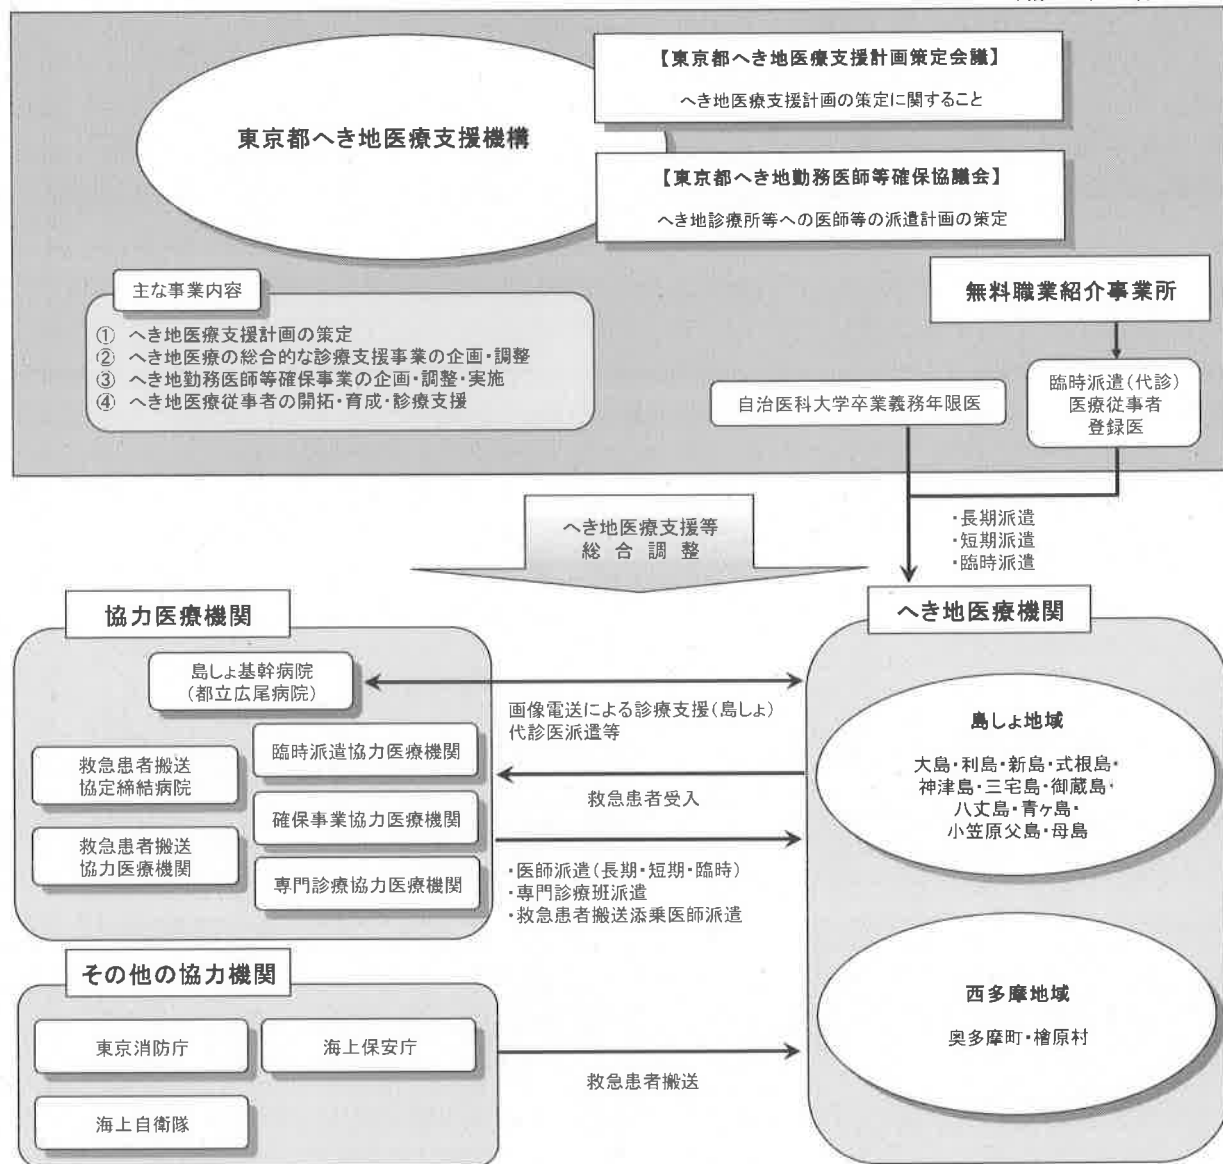 【東京都へき地医療支援計画策定会議】
へき地医療支援計画の策定に関すること
東京都へき地医療支援機構
【東京都へき地勤務医師等確保協議会】
へき地診療所等への医師等の派遣計画の策定
主な事業内容
① へき地医療支援計画の策定
② へき地医療の総合的な診療支援事業の企画・調整
③ へき地勤務医師等確保事業の企画・調整・実施
④ へき地医療従事者の開拓・育成・診療支援
無料職業紹介事業所
自治医科大学卒業義務年限医
臨時派遣(代診)
医療従事者
登録医
・長期派遣
・短期派遣
・臨時派遣
へき地医療支援等
総合調整
協力医療機関
島しょ基幹病院
(都立広尾病院)
救急患者搬送
協定締結病院
救急患者搬送
協力医療機関
臨時派遣協力医療機関
確保事業協力医療機関
専門診療協力医療機関
画像電送による診療支援(島しょ)
代診医派遣等
救急患者受入
・医師派遣(長期・短期・臨時)
・専門診療班派遣
・救急患者搬送添乗医師派遣
へき地医療機関
島しょ地域
大島・利島・新島・式根島・
神津島・三宅島・御蔵島・
八丈島・青ヶ島・
小笠原父島・母島
西多摩地域
奥多摩町・檜原村
その他の協力機関
東京消防庁
海上保安庁
海上自衛隊
救急患者搬送